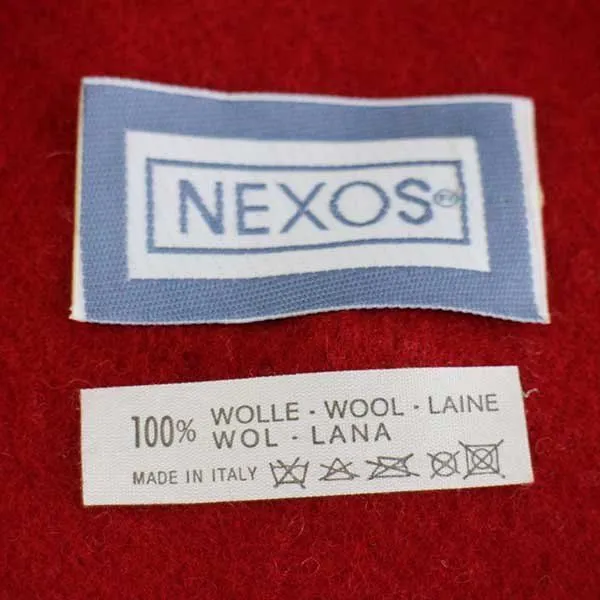 NEXOS®
100% WOLLE · WOOL · LAINE
WOL · LANA
MADE IN ITALY